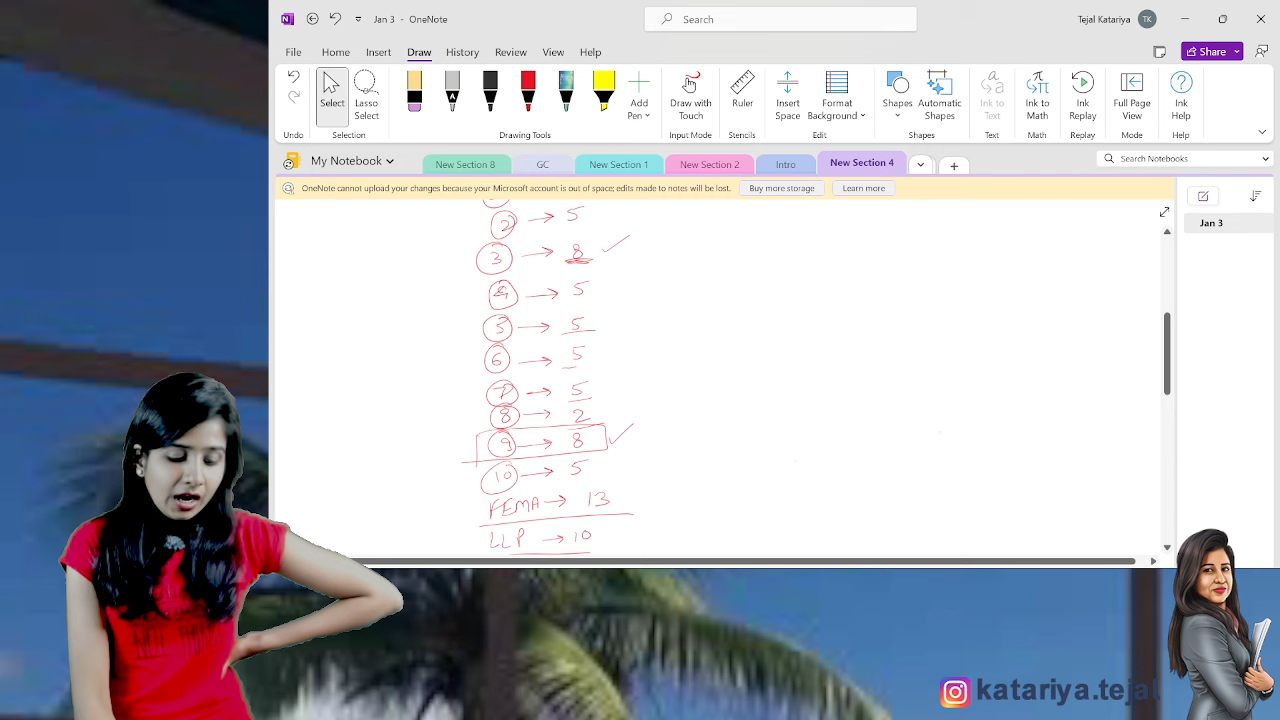 Jan 3 - OneNote
Search
Tejal Katariya
TK
File Home Insert Draw History Review View Help
Share
Select
Lasso Select
Add Pen
Draw with Touch
Ruler
Insert Space
Format Background
Shapes
Automatic Shapes
Ink to Text
Ink to Math
Ink Replay
Full Page View
Ink Help
Undo Selection Drawing Tools Input Mode Stencils Edit Shapes Text Math Replay Mode Help
My Notebook New Section 8 GC New Section 1 New Section 2 Intro New Section 4 + Search Notebooks
OneNote cannot upload your changes because your Microsoft account is out of space; edits made to notes will be lost. Buy more storage Learn more
Jan 3
2 → 5
3 → 8 ✓
4 → 5
5 → 5
6 → 5
7 → 5
8 → 2
9 → 8 ✓
10 → 5
FEMA → 13
LLP → 10
katariya.tejal